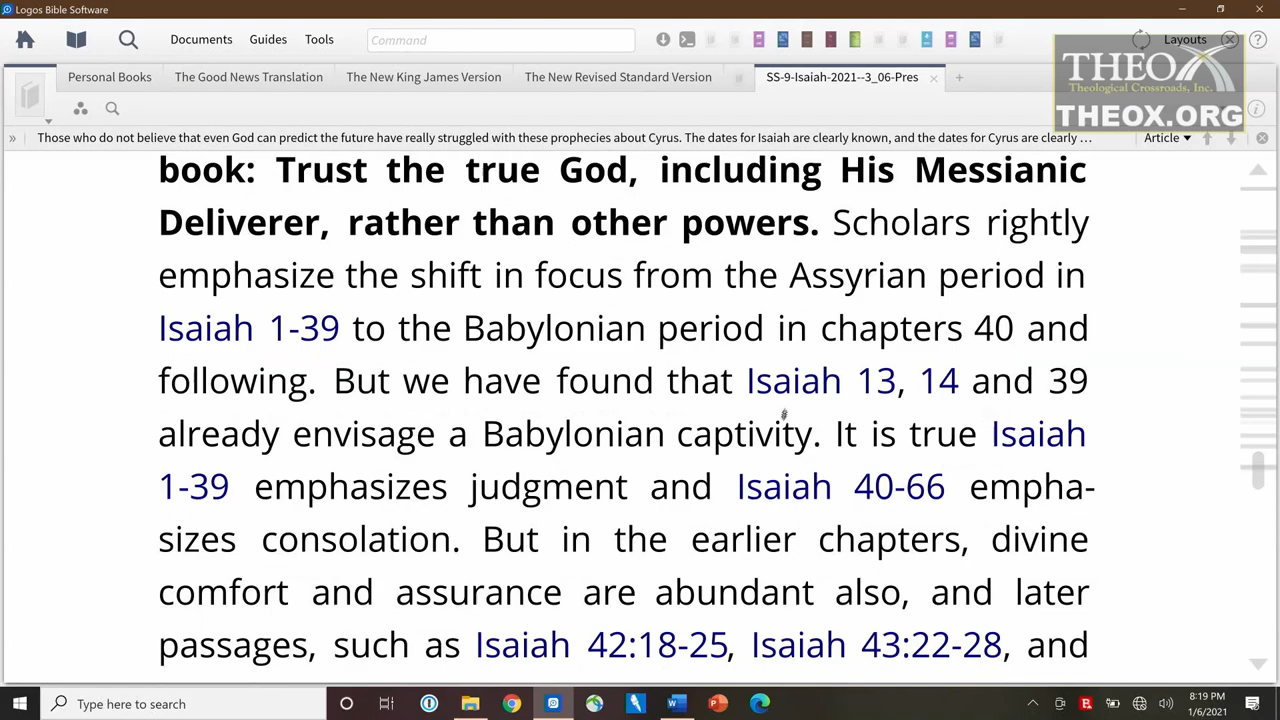 Logos Bible Software
Documents Guides Tools Command Layouts
THEOX
Theological Crossroads, Inc.
THEOX.ORG
Personal Books The Good News Translation The New King James Version The New Revised Standard Version SS-9-Isaiah-2021--3_06-Pres
Those who do not believe that even God can predict the future have really struggled with these prophecies about Cyrus. The dates for Isaiah are clearly known, and the dates for Cyrus are clearly ... Article
book: Trust the true God, including His Messianic
Deliverer, rather than other powers. Scholars rightly
emphasize the shift in focus from the Assyrian period in
Isaiah 1-39 to the Babylonian period in chapters 40 and
following. But we have found that Isaiah 13, 14 and 39
already envisage a Babylonian captivity. It is true Isaiah
1-39 emphasizes judgment and Isaiah 40-66 empha-
sizes consolation. But in the earlier chapters, divine
comfort and assurance are abundant also, and later
passages, such as Isaiah 42:18-25, Isaiah 43:22-28, and
Type here to search
8:19 PM
1/6/2021